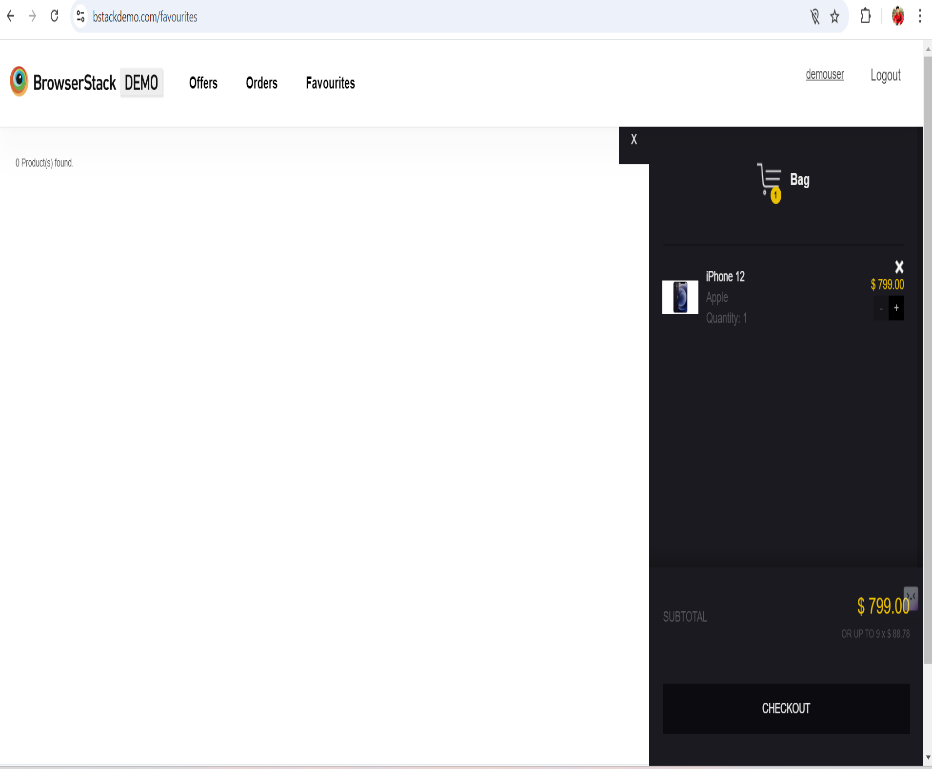 bstackdemo.com/favourites
BrowserStack DEMO Offers Orders Favourites demouser Logout
0 Product(s) found.
X
1 Bag
iPhone 12
Apple
Quantity: 1
X
$ 799.00
- +
SUBTOTAL $ 799.00
OR UP TO 9 x $ 88.78
CHECKOUT